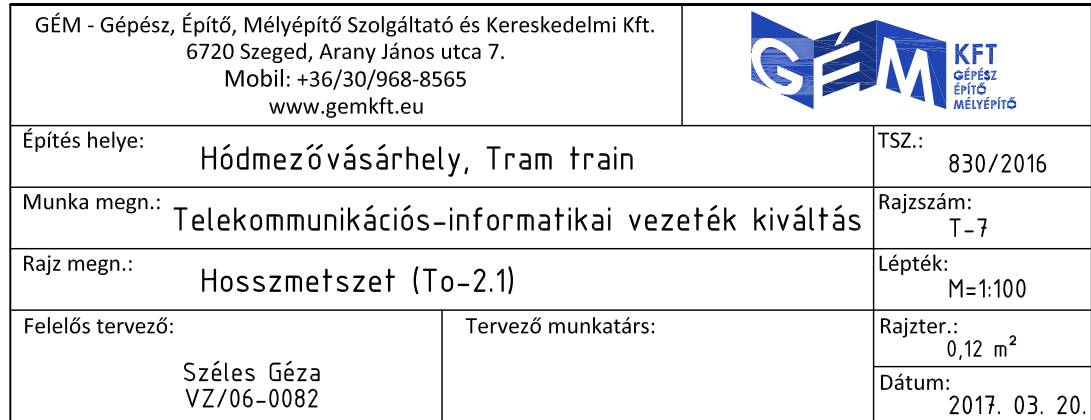 GÉM - Gépész, Építő, Mélyépítő Szolgáltató és Kereskedelmi Kft.
6720 Szeged, Arany János utca 7.
Mobil: +36/30/968-8565
www.gemkft.eu
GÉM
KFT
GÉPÉSZ
ÉPÍTŐ
MÉLYÉPÍTŐ
Építés helye:
Hódmezővásárhely, Tram train
TSZ.:
830/2016
Munka megn.:
Telekommunikációs-informatikai vezeték kiváltás
Rajzszám:
T-7
Rajz megn.:
Hosszmetszet (To-2.1)
Lépték:
M=1:100
Felelős tervező:
Széles Géza
VZ/06-0082
Tervező munkatárs:
Rajzter.:
0,12 m²
Dátum:
2017. 03. 20.